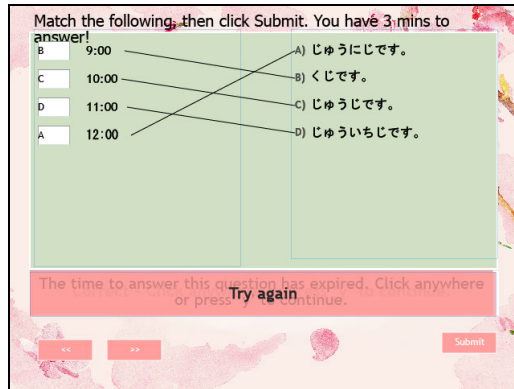 Match the following, then click Submit. You have 3 mins to
answer!
B 9:00 A) じゅうにじです。
C 10:00 B) くじです。
D 11:00 C) じゅうじです。
A 12:00 D) じゅういちじです。
The time to answer this question has expired. Click anywhere
or press 'y' to continue.
Try again
<< >>
Submit